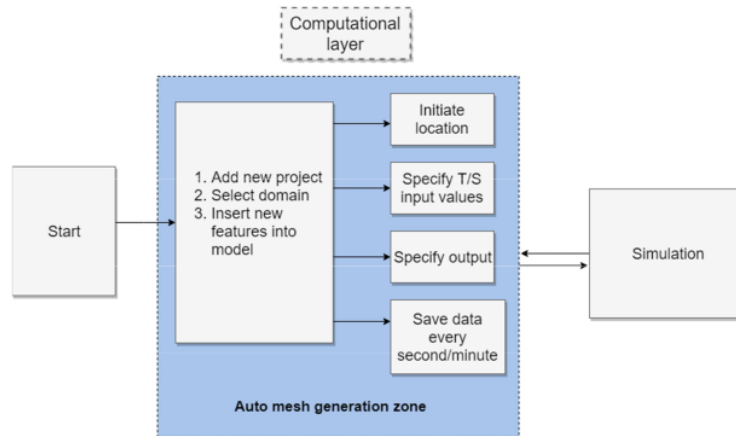 Computational
layer
Start
1. Add new project
2. Select domain
3. Insert new
features into
model
Initiate
location
Specify T/S
input values
Specify output
Save data
every
second/minute
Auto mesh generation zone
Simulation